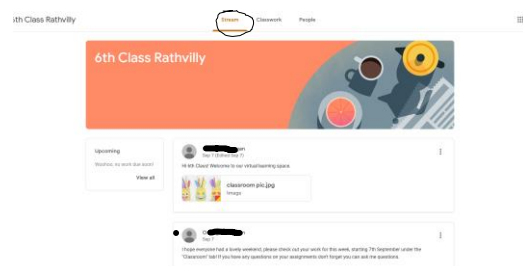 6th Class Rathvilly
Stream Classwork People
6th Class Rathvilly
Upcoming
Woohoo, no work due soon!
View all
Sep 7 (Edited Sep 7)
Hi 6th Class! Welcome to our virtual learning space.
classroom pic.jpg
Image
Sep 7
I hope everyone had a lovely weekend, please check out your work for this week, starting 7th September under the
"Classroom" tab! If you have any questions on your assignments don't forget you can ask me questions.